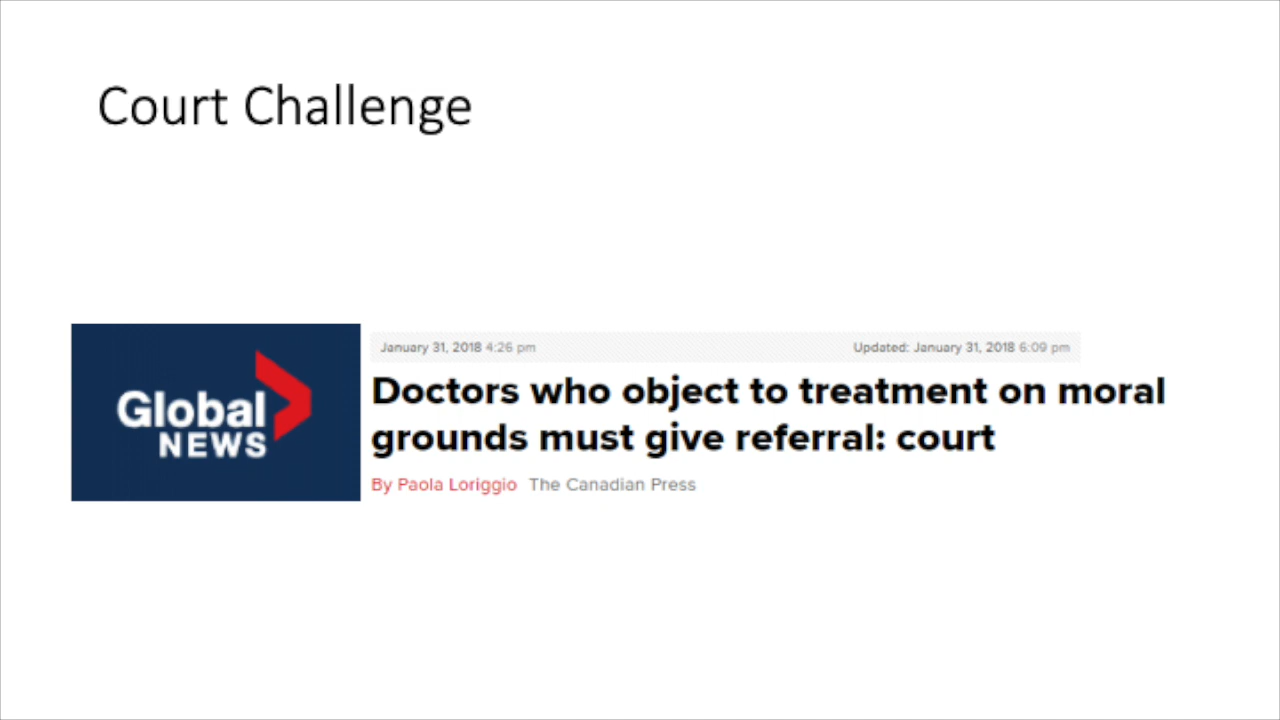 Court Challenge
Global
NEWS
January 31, 2018 4:26 pm
Updated: January 31, 2018 6:09 pm
Doctors who object to treatment on moral
grounds must give referral: court
By Paola Loriggio The Canadian Press